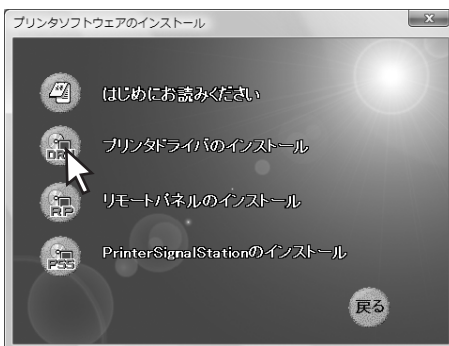 プリンタソフトウェアのインストール
はじめにお読みください
プリンタドライバのインストール
リモートパネルのインストール
RP
PrinterSignalStationのインストール
PSS
戻る